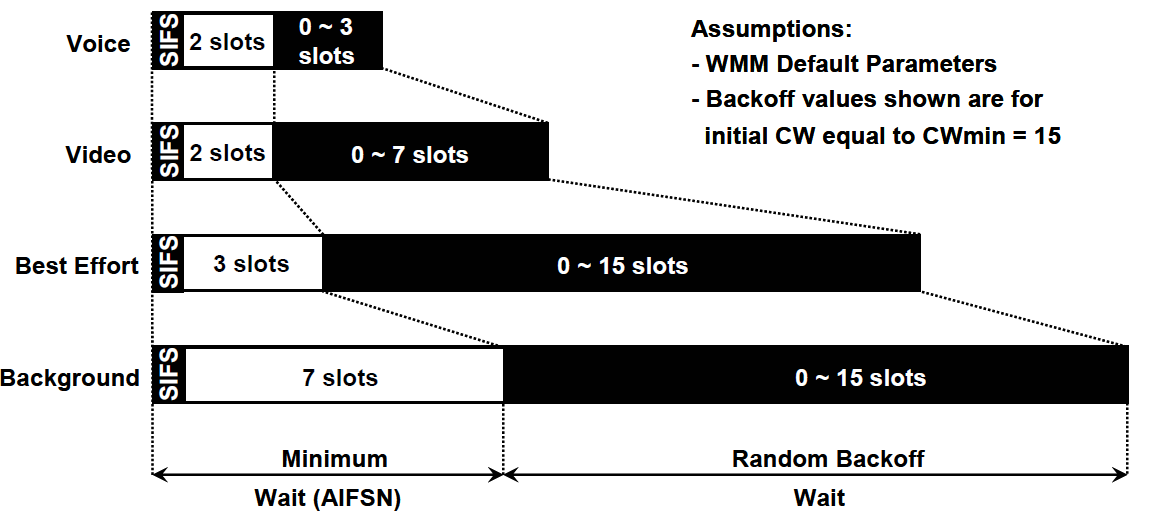 Voice
SIFS
2 slots
0 ~ 3
slots
Assumptions:
- WMM Default Parameters
- Backoff values shown are for
initial CW equal to CWmin = 15
Video
SIFS
2 slots
0 ~ 7 slots
Best Effort
SIFS
3 slots
0 ~ 15 slots
Background
SIFS
7 slots
0 ~ 15 slots
Minimum
Wait (AIFSN)
Random Backoff
Wait